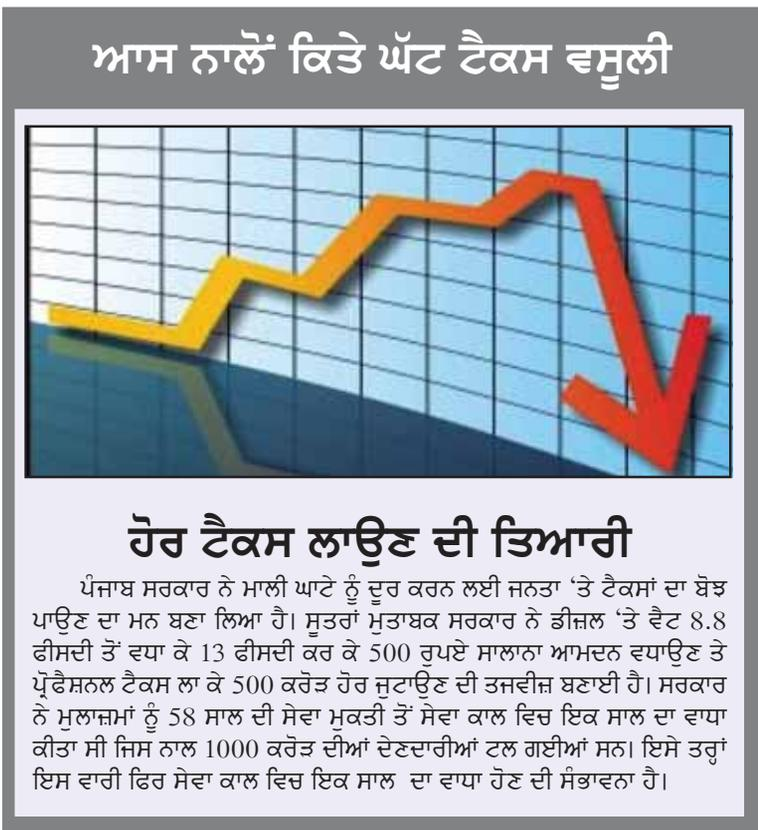 ਆਸ ਨਾਲੋਂ ਕਿਤੇ ਘੱਟ ਟੈਕਸ ਵਸੂਲੀ
ਹੋਰ ਟੈਕਸ ਲਾਉਣ ਦੀ ਤਿਆਰੀ
ਪੰਜਾਬ ਸਰਕਾਰ ਨੇ ਮਾਲੀ ਘਾਟੇ ਨੂੰ ਦੂਰ ਕਰਨ ਲਈ ਜਨਤਾ ‘ਤੇ ਟੈਕਸਾਂ ਦਾ ਬੋਝ
ਪਾਉਣ ਦਾ ਮਨ ਬਣਾ ਲਿਆ ਹੈ। ਸੂਤਰਾਂ ਮੁਤਾਬਕ ਸਰਕਾਰ ਨੇ ਡੀਜ਼ਲ ‘ਤੇ ਵੈਟ 8.8
ਫੀਸਦੀ ਤੋਂ ਵਧਾ ਕੇ 13 ਫੀਸਦੀ ਕਰ ਕੇ 500 ਰੁਪਏ ਸਾਲਾਨਾ ਆਮਦਨ ਵਧਾਉਣ ਤੇ
ਪ੍ਰੋਫੈਸ਼ਨਲ ਟੈਕਸ ਲਾ ਕੇ 500 ਕਰੋੜ ਹੋਰ ਜੁਟਾਉਣ ਦੀ ਤਜਵੀਜ਼ ਬਣਾਈ ਹੈ। ਸਰਕਾਰ
ਨੇ ਮੁਲਾਜ਼ਮਾਂ ਨੂੰ 58 ਸਾਲ ਦੀ ਸੇਵਾ ਮੁਕਤੀ ਤੋਂ ਸੇਵਾ ਕਾਲ ਵਿਚ ਇਕ ਸਾਲ ਦਾ ਵਾਧਾ
ਕੀਤਾ ਸੀ ਜਿਸ ਨਾਲ 1000 ਕਰੋੜ ਦੀਆਂ ਦੇਣਦਾਰੀਆਂ ਟਲ ਗਈਆਂ ਸਨ। ਇਸੇ ਤਰ੍ਹਾਂ
ਇਸ ਵਾਰੀ ਫਿਰ ਸੇਵਾ ਕਾਲ ਵਿਚ ਇਕ ਸਾਲ ਦਾ ਵਾਧਾ ਹੋਣ ਦੀ ਸੰਭਾਵਨਾ ਹੈ।